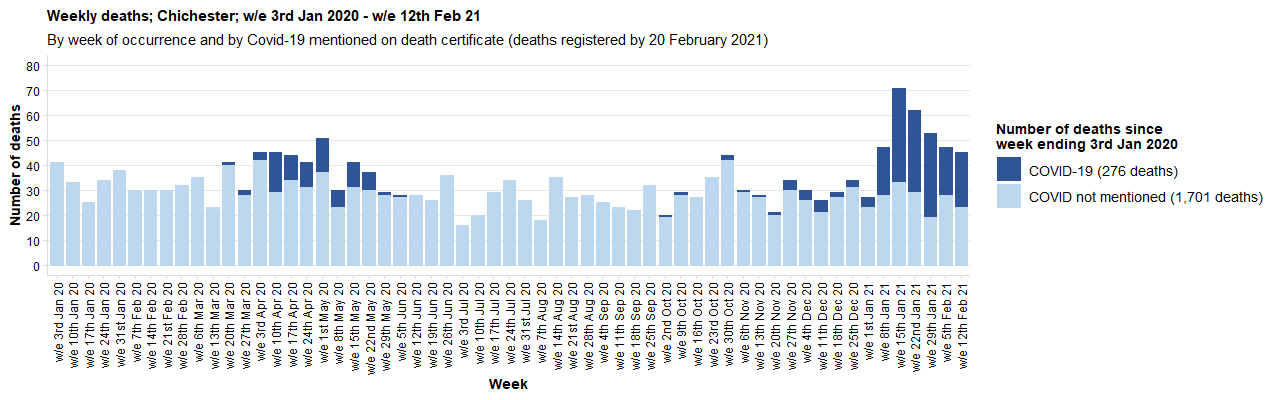 Weekly deaths; Chichester; w/e 3rd Jan 2020 - w/e 12th Feb 21
By week of occurrence and by Covid-19 mentioned on death certificate (deaths registered by 20 February 2021)
80
70
60
50
40
30
20
10
0
Number of deaths
w/e 3rd Jan 20
w/e 10th Jan 20
w/e 17th Jan 20
w/e 24th Jan 20
w/e 31st Jan 20
w/e 7th Feb 20
w/e 14th Feb 20
w/e 21st Feb 20
w/e 28th Feb 20
w/e 6th Mar 20
w/e 13th Mar 20
w/e 20th Mar 20
w/e 27th Mar 20
w/e 3rd Apr 20
w/e 10th Apr 20
w/e 17th Apr 20
w/e 24th Apr 20
w/e 1st May 20
w/e 8th May 20
w/e 15th May 20
w/e 22nd May 20
w/e 29th May 20
w/e 5th Jun 20
w/e 12th Jun 20
w/e 19th Jun 20
w/e 26th Jun 20
w/e 3rd Jul 20
w/e 10th Jul 20
w/e 17th Jul 20
w/e 24th Jul 20
w/e 31st Jul 20
w/e 7th Aug 20
w/e 14th Aug 20
w/e 21st Aug 20
w/e 28th Aug 20
w/e 4th Sep 20
w/e 11th Sep 20
w/e 18th Sep 20
w/e 25th Sep 20
w/e 2nd Oct 20
w/e 9th Oct 20
w/e 16th Oct 20
w/e 23rd Oct 20
w/e 30th Oct 20
w/e 6th Nov 20
w/e 13th Nov 20
w/e 20th Nov 20
w/e 27th Nov 20
w/e 4th Dec 20
w/e 11th Dec 20
w/e 18th Dec 20
w/e 25th Dec 20
w/e 1st Jan 21
w/e 8th Jan 21
w/e 15th Jan 21
w/e 22nd Jan 21
w/e 29th Jan 21
w/e 5th Feb 21
w/e 12th Feb 21
Week
Number of deaths since
week ending 3rd Jan 2020
COVID-19 (276 deaths)
COVID not mentioned (1,701 deaths)